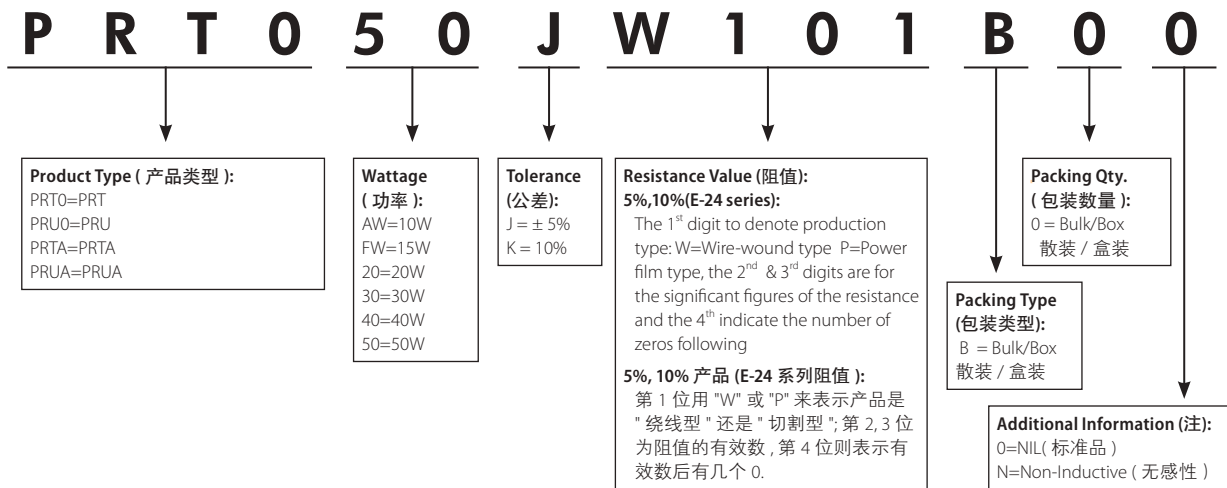 PRT050JW101B00
Product Type ( 产品类型 ):
PRT0=PRT
PRU0=PRU
PRTA=PRTA
PRUA=PRUA
Wattage
( 功率 ):
AW=10W
FW=15W
20=20W
30=30W
40=40W
50=50W
Tolerance
(公差):
J = ± 5%
K = 10%
Resistance Value (阻值):
5%,10%(E-24 series):
The 1st digit to denote production
type: W=Wire-wound type P=Power
film type, the 2nd & 3rd digits are for
the significant figures of the resistance
and the 4th indicate the number of
zeros following
5%, 10% 产品 (E-24 系列阻值 ):
第 1 位用 "W" 或 "P" 来表示产品是
" 绕线型 " 还是 " 切割型 "; 第 2, 3 位
为阻值的有效数 , 第 4 位则表示有
效数后有几个 0.
Packing Type
(包装类型):
B = Bulk/Box
散装 / 盒装
Packing Qty.
( 包装数量 ):
0 = Bulk/Box
散装 / 盒装
Additional Information (注):
0=NIL( 标准品 )
N=Non-Inductive ( 无感性 )